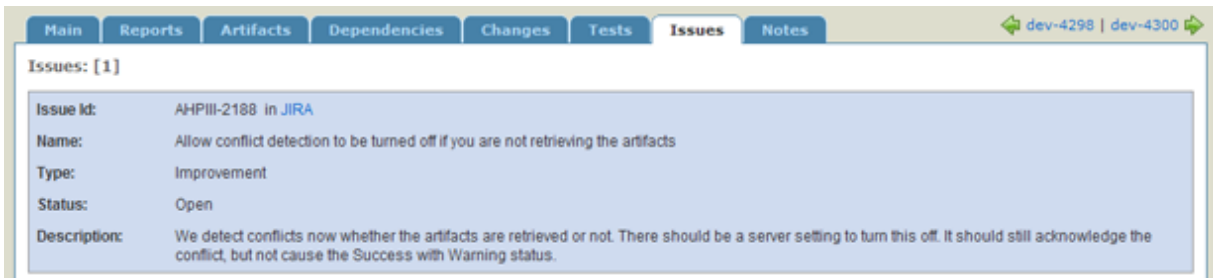 Main Reports Artifacts Dependencies Changes Tests Issues Notes dev-4298 | dev-4300
Issues: [1]
Issue Id: AHPIII-2188 in JIRA
Name: Allow conflict detection to be turned off if you are not retrieving the artifacts
Type: Improvement
Status: Open
Description: We detect conflicts now whether the artifacts are retrieved or not. There should be a server setting to turn this off. It should still acknowledge the
conflict, but not cause the Success with Warning status.